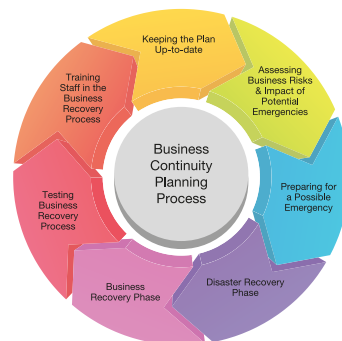 Keeping the Plan
Up-to-date
Assessing
Business Risks
& Impact of
Potential
Emergencies
Preparing for
a Possible
Emergency
Disaster Recovery
Phase
Business
Recovery Phase
Testing
Business
Recovery
Process
Training
Staff in the
Business
Recovery
Process
Business
Continuity
Planning
Process